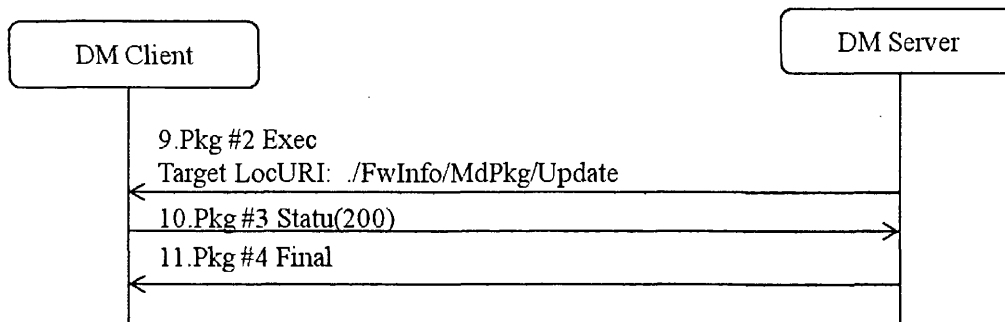 DM Client
DM Server
9.Pkg #2 Exec
Target LocURI: ./FwInfo/MdPkg/Update
10.Pkg #3 Statu(200)
11.Pkg #4 Final